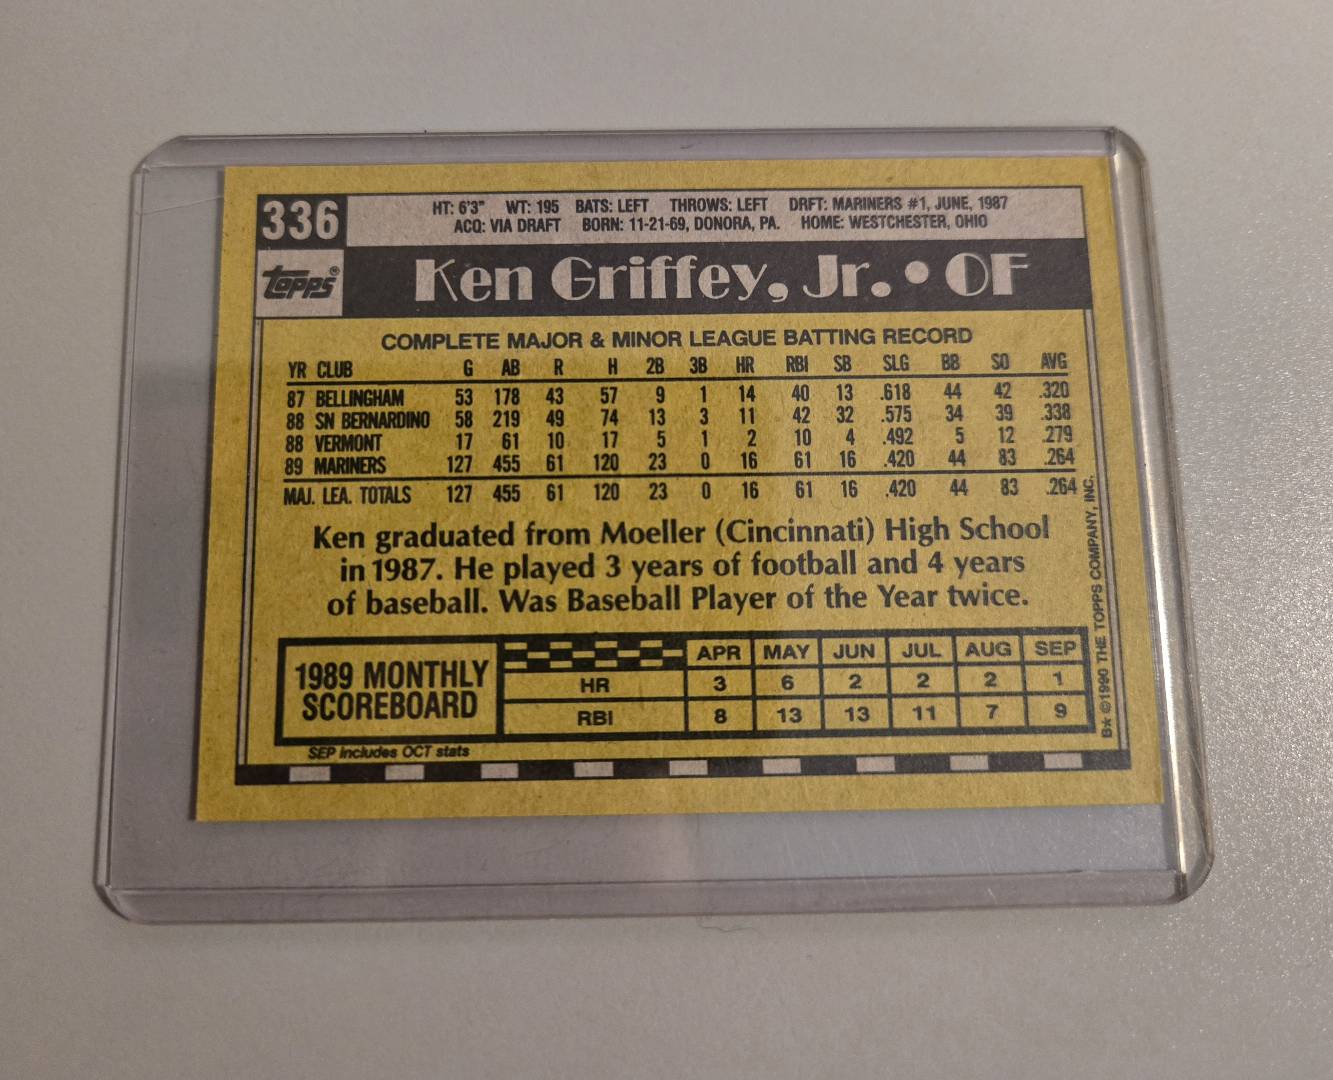 336
HT: 6'3" WT: 195 BATS: LEFT THROWS: LEFT DRFT: MARINERS #1, JUNE, 1987
ACQ: VIA DRAFT BORN: 11-21-69, DONORA, PA. HOME: WESTCHESTER, OHIO
Topps®
Ken Griffey, Jr. • OF
COMPLETE MAJOR & MINOR LEAGUE BATTING RECORD
YR CLUB G AB R H 2B 3B HR RBI SB SLG BB SO AVG
87 BELLINGHAM 53 178 43 57 9 1 14 40 13 .618 44 42 .320
88 SN BERNARDINO 58 219 49 74 13 3 11 42 32 .575 34 39 .338
88 VERMONT 17 61 10 17 5 1 2 10 4 .492 5 12 .279
89 MARINERS 127 455 61 120 23 0 16 61 16 .420 44 83 .264
MAJ. LEA. TOTALS 127 455 61 120 23 0 16 61 16 .420 44 83 .264
Ken graduated from Moeller (Cincinnati) High School
in 1987. He played 3 years of football and 4 years
of baseball. Was Baseball Player of the Year twice.
1989 MONTHLY
SCOREBOARD
APR MAY JUN JUL AUG SEP
HR 3 6 2 2 2 1
RBI 8 13 13 11 7 9
SEP includes OCT stats
B* ©1990 THE TOPPS COMPANY, INC.